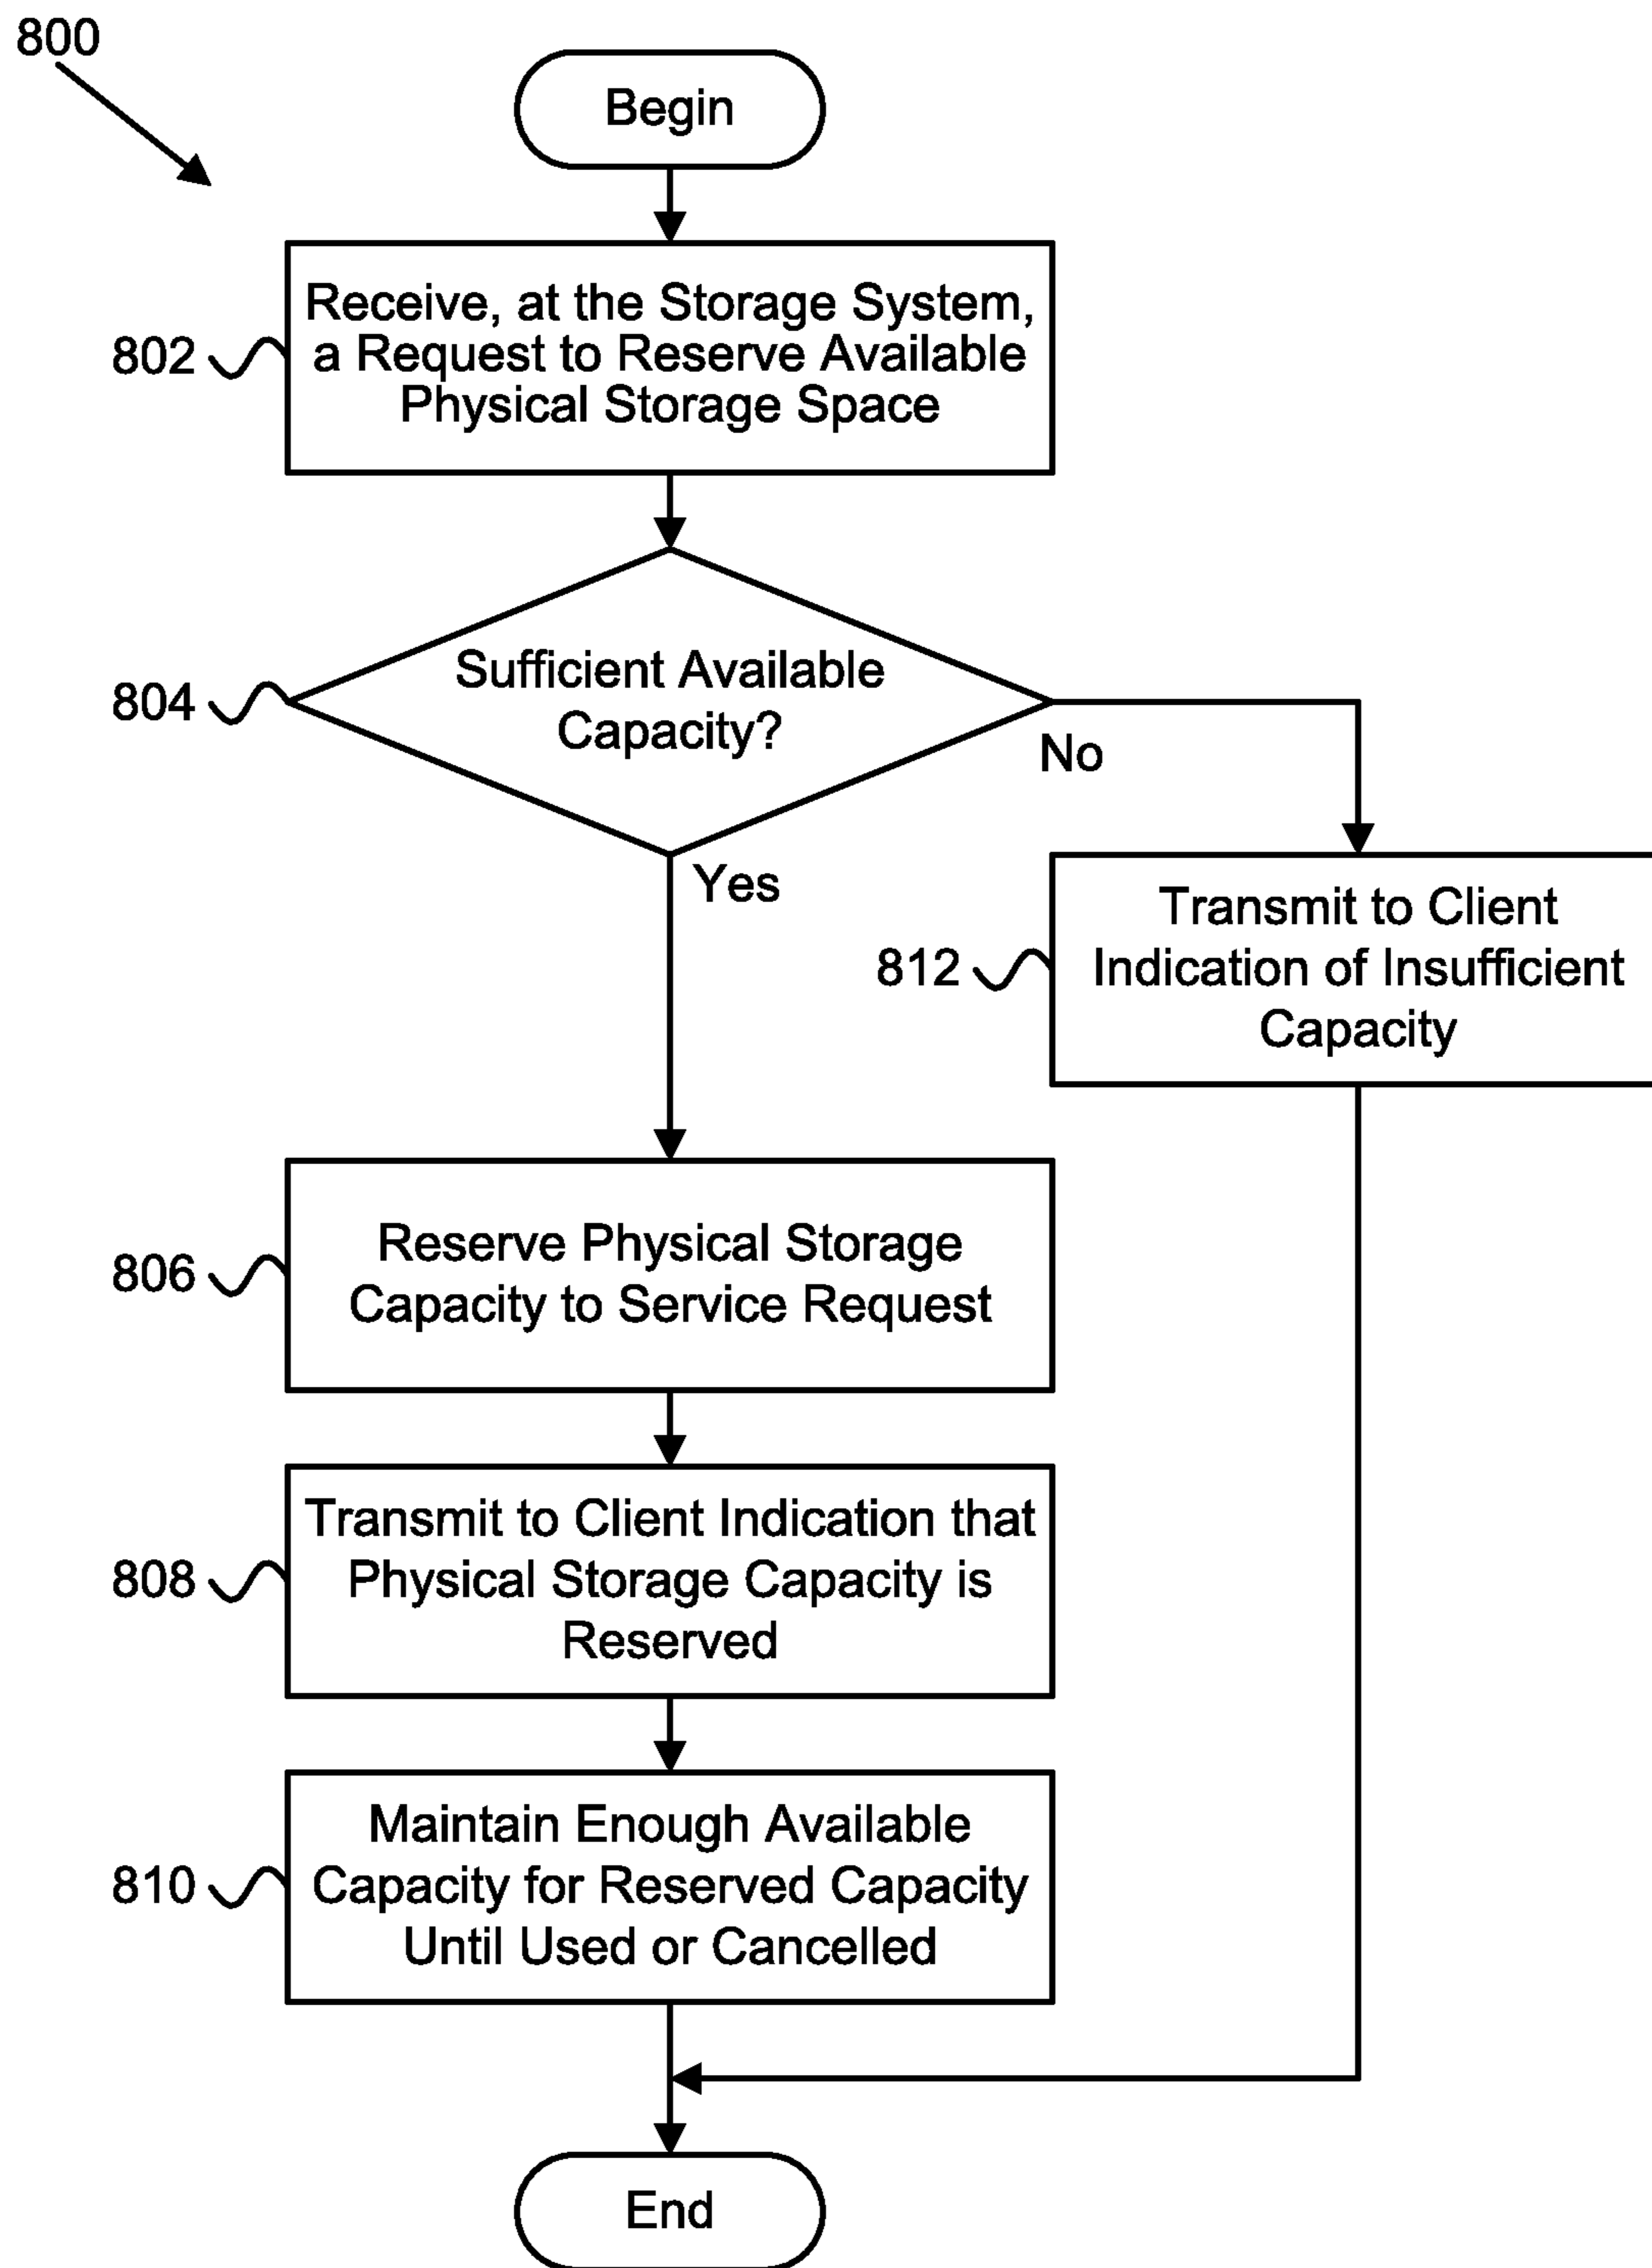 800
Begin
802
Receive, at the Storage System,
a Request to Reserve Available
Physical Storage Space
804
Sufficient Available
Capacity?
No
Yes
812
Transmit to Client
Indication of Insufficient
Capacity
806
Reserve Physical Storage
Capacity to Service Request
808
Transmit to Client Indication that
Physical Storage Capacity is
Reserved
810
Maintain Enough Available
Capacity for Reserved Capacity
Until Used or Cancelled
End